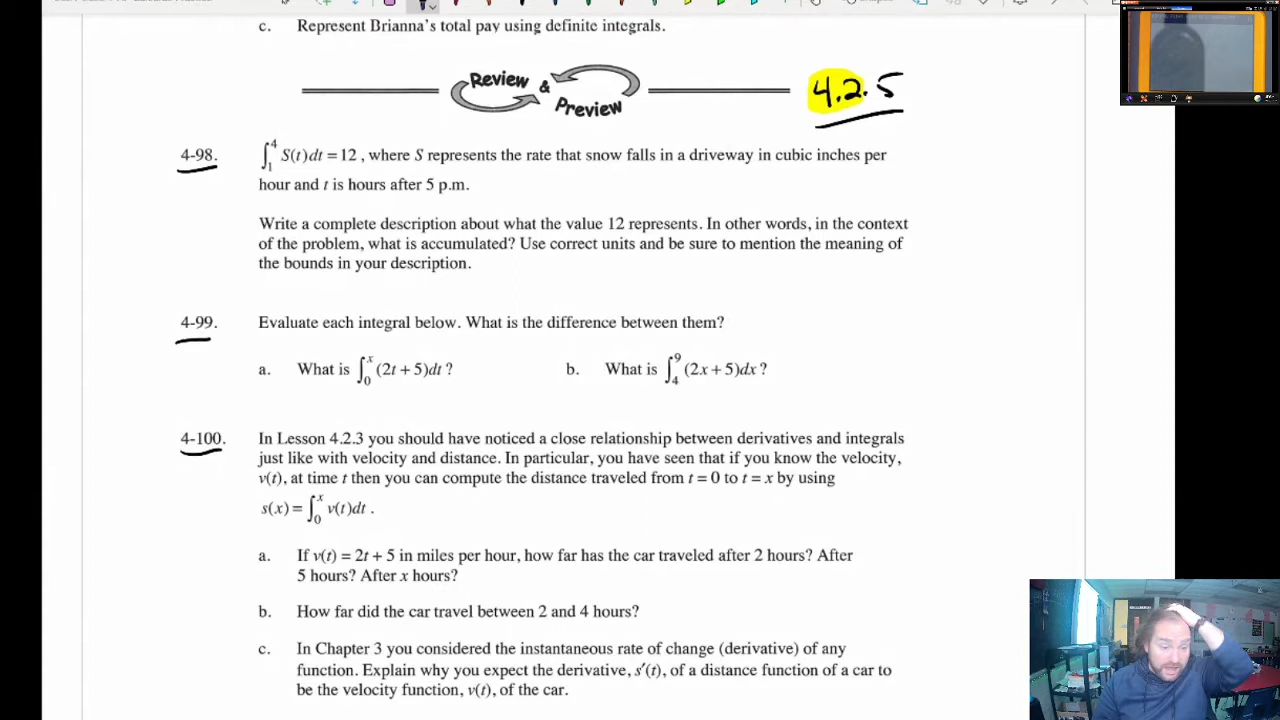 c. Represent Brianna's total pay using definite integrals.
Review & Preview
4.2.5
4-98. ∫₁⁴ S(t)dt = 12 , where S represents the rate that snow falls in a driveway in cubic inches per
hour and t is hours after 5 p.m.
Write a complete description about what the value 12 represents. In other words, in the context
of the problem, what is accumulated? Use correct units and be sure to mention the meaning of
the bounds in your description.
4-99. Evaluate each integral below. What is the difference between them?
a. What is ∫₀ˣ (2t + 5)dt ? b. What is ∫₄⁹ (2x + 5)dx ?
4-100. In Lesson 4.2.3 you should have noticed a close relationship between derivatives and integrals
just like with velocity and distance. In particular, you have seen that if you know the velocity,
v(t), at time t then you can compute the distance traveled from t = 0 to t = x by using
s(x) = ∫₀ˣ v(t)dt .
a. If v(t) = 2t + 5 in miles per hour, how far has the car traveled after 2 hours? After
5 hours? After x hours?
b. How far did the car travel between 2 and 4 hours?
c. In Chapter 3 you considered the instantaneous rate of change (derivative) of any
function. Explain why you expect the derivative, s′(t), of a distance function of a car to
be the velocity function, v(t), of the car.